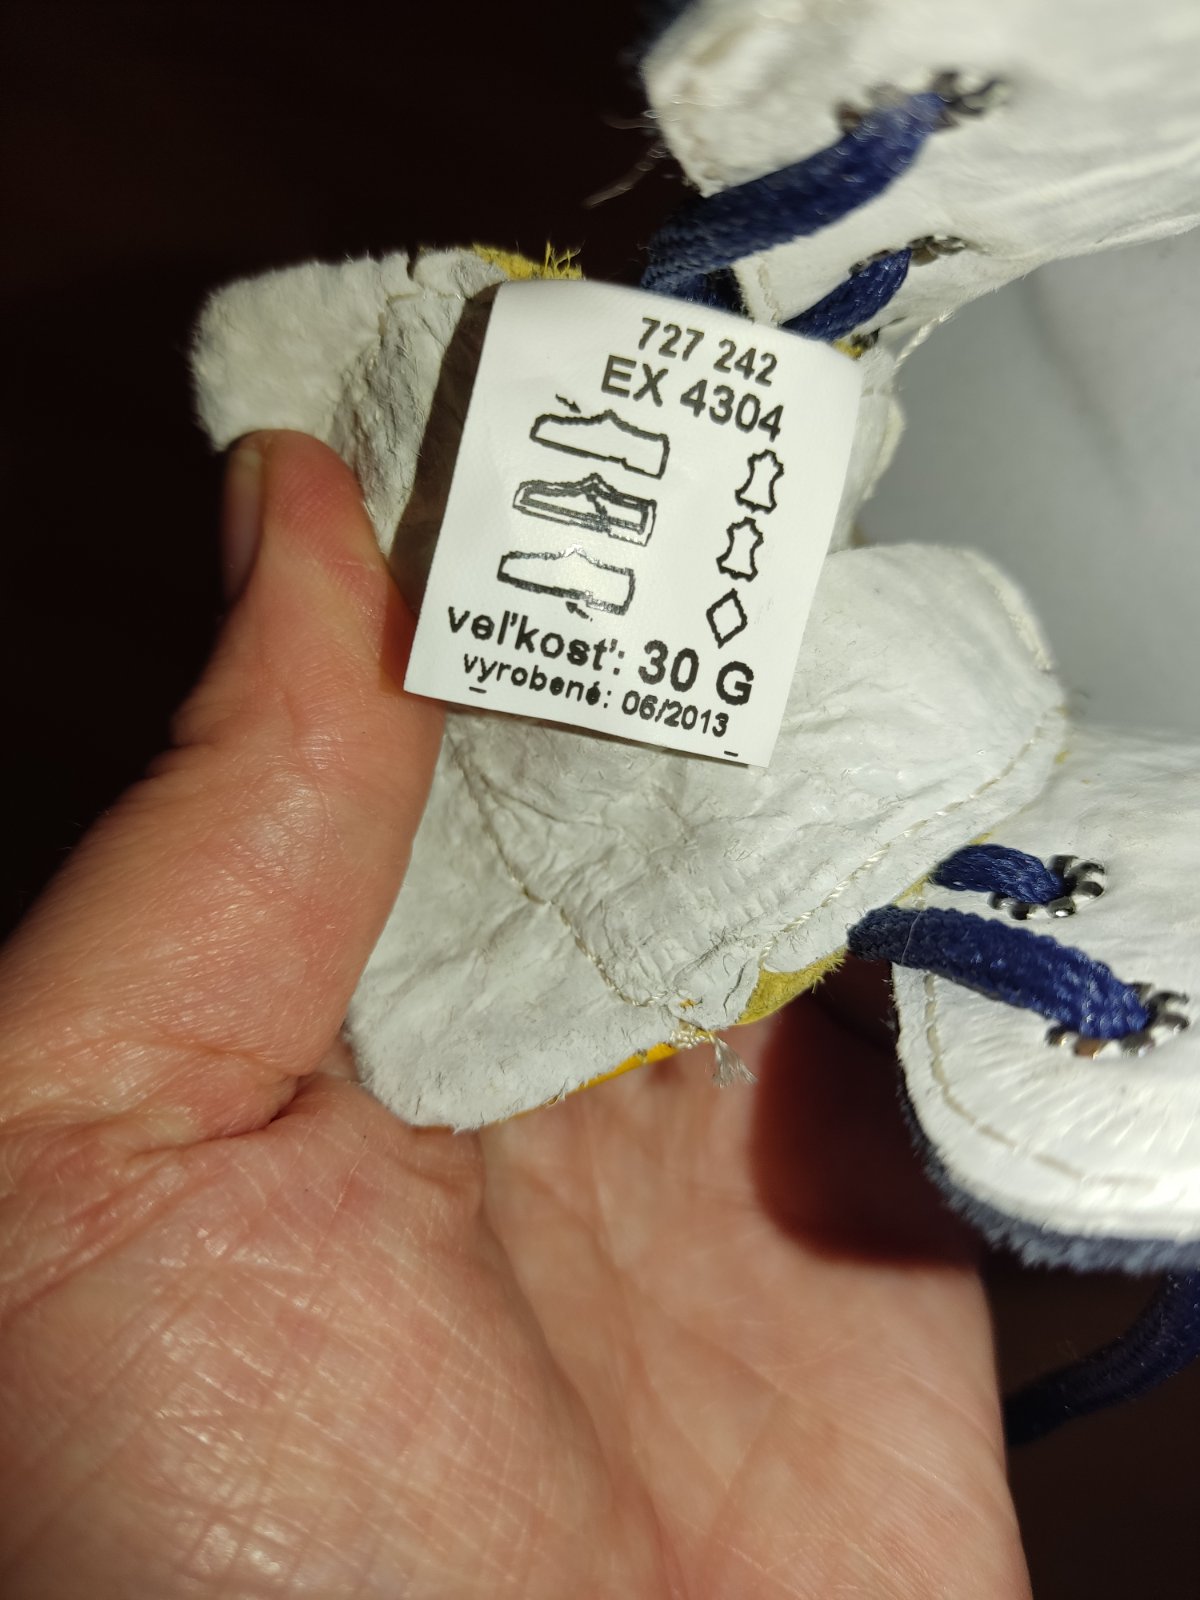 727 242
EX 4304
veľkosť: 30 G
vyrobené: 06/2013